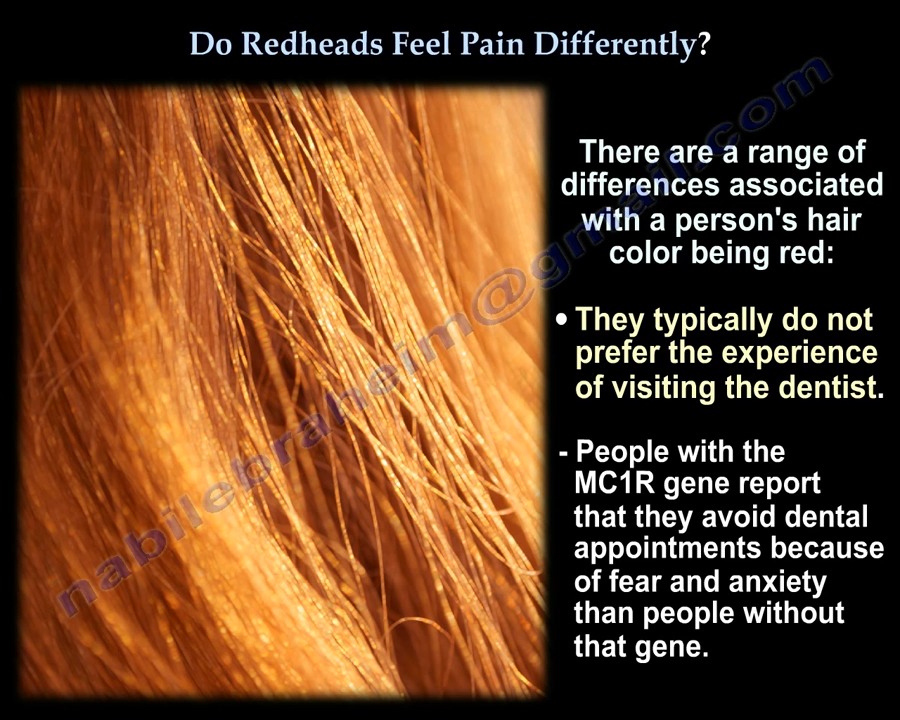 Do Redheads Feel Pain Differently?
There are a range of
differences associated
with a person's hair
color being red:
• They typically do not
prefer the experience
of visiting the dentist.
- People with the
MC1R gene report
that they avoid dental
appointments because
of fear and anxiety
than people without
that gene.
nabilebraheim@gmail.com